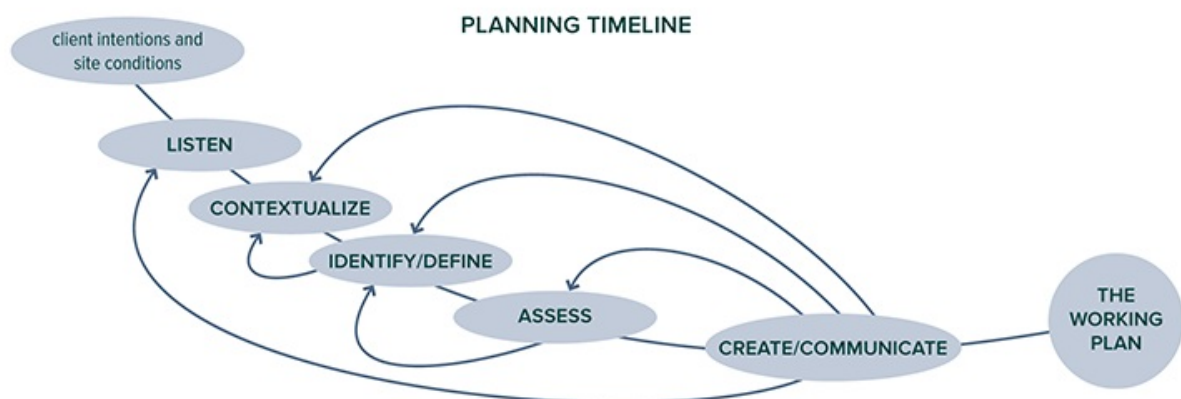 PLANNING TIMELINE
client intentions and
site conditions
LISTEN
CONTEXTUALIZE
IDENTIFY/DEFINE
ASSESS
CREATE/COMMUNICATE
THE
WORKING
PLAN